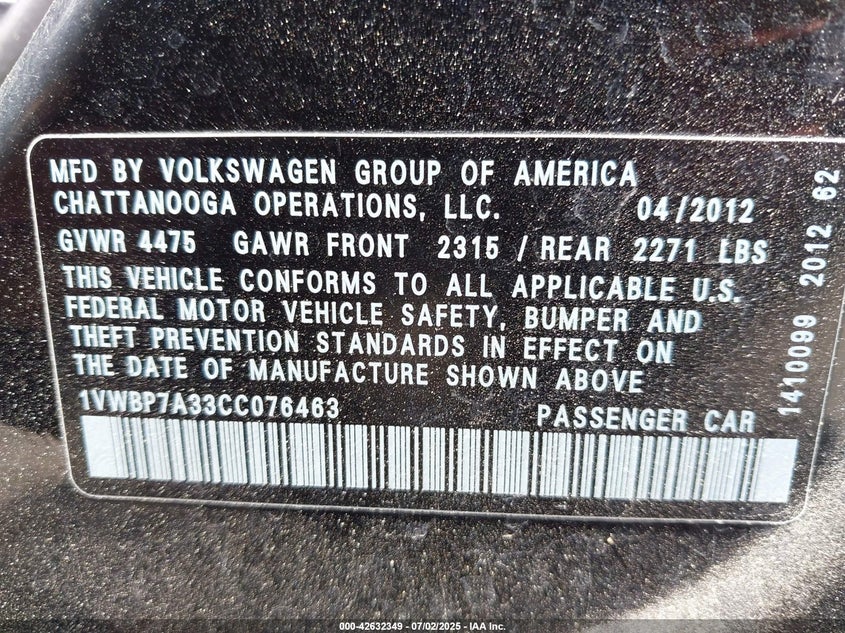 MFD BY VOLKSWAGEN GROUP OF AMERICA
CHATTANOOGA OPERATIONS, LLC. 04/2012
GVWR 4475 GAWR FRONT 2315 / REAR 2271 LBS
THIS VEHICLE CONFORMS TO ALL APPLICABLE U.S.
FEDERAL MOTOR VEHICLE SAFETY, BUMPER AND
THEFT PREVENTION STANDARDS IN EFFECT ON
THE DATE OF MANUFACTURE SHOWN ABOVE
1VWBP7A33CC076463 PASSENGER CAR
1410099 2012 62
000-42632349 - 07/02/2025 - IAA Inc.